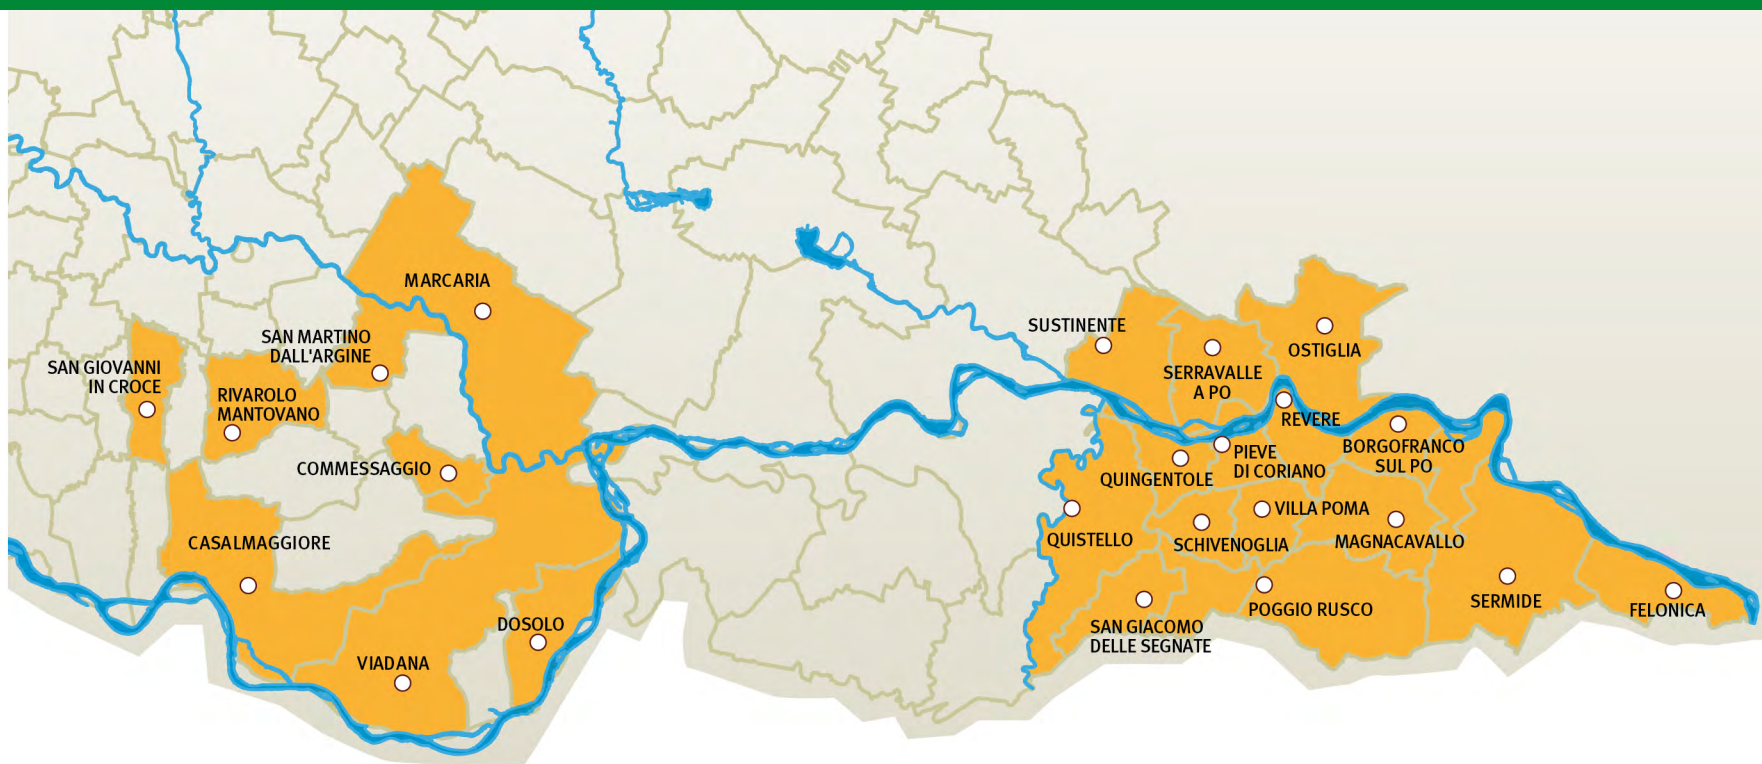 MARCARIA
SAN MARTINO
DALL'ARGINE
SAN GIOVANNI
IN CROCE
RIVAROLO
MANTOVANO
COMMESSAGGIO
CASALMAGGIORE
DOSOLO
VIADANA
SUSTINENTE
OSTIGLIA
SERRAVALLE
A PO
REVERE
BORGOFRANCO
SUL PO
PIEVE
DI CORIANO
QUINGENTOLE
VILLA POMA
QUISTELLO
SCHIVENOGLIA
MAGNACAVALLO
POGGIO RUSCO
SERMIDE
FELONICA
SAN GIACOMO
DELLE SEGNATE